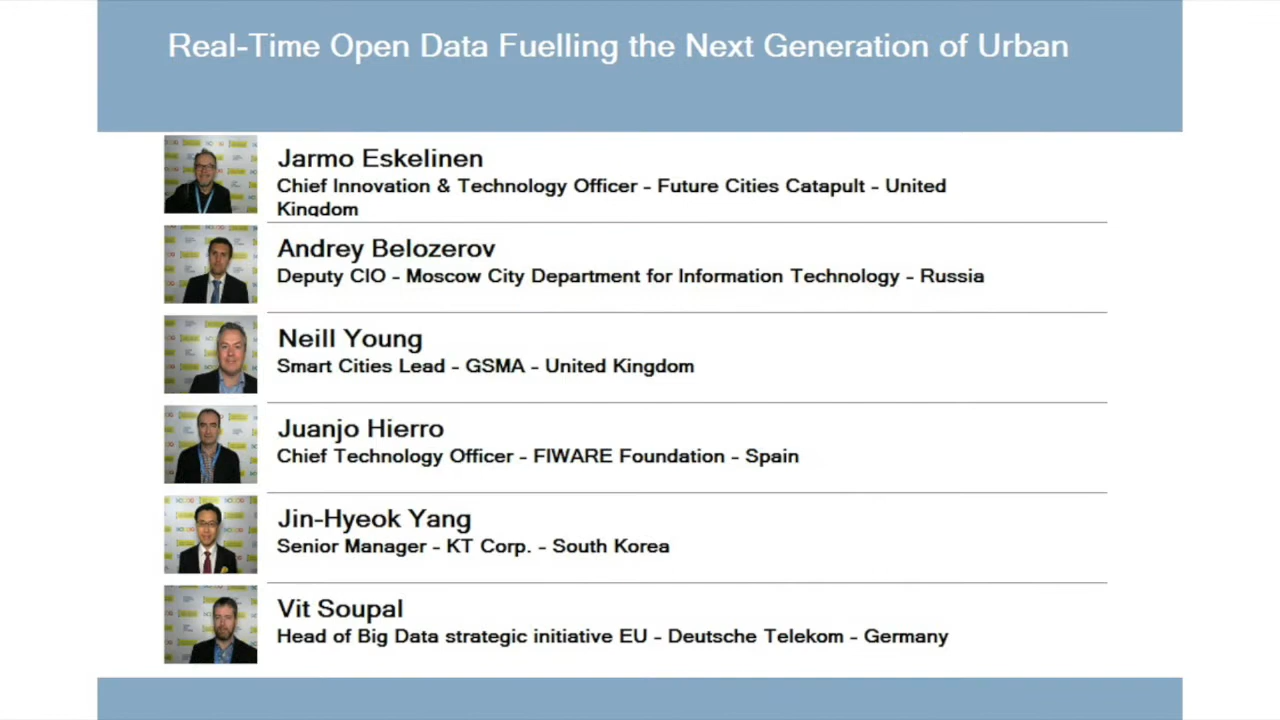 Real-Time Open Data Fuelling the Next Generation of Urban
Jarmo Eskelinen
Chief Innovation & Technology Officer - Future Cities Catapult - United
Kingdom
Andrey Belozerov
Deputy CIO - Moscow City Department for Information Technology - Russia
Neill Young
Smart Cities Lead - GSMA - United Kingdom
Juanjo Hierro
Chief Technology Officer - FIWARE Foundation - Spain
Jin-Hyeok Yang
Senior Manager - KT Corp. - South Korea
Vit Soupal
Head of Big Data strategic initiative EU - Deutsche Telekom - Germany